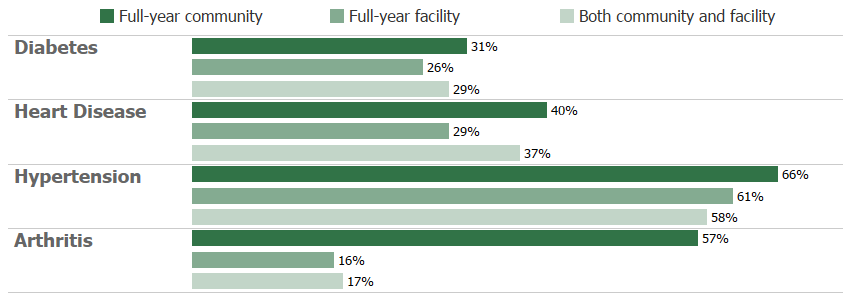 Full-year community Full-year facility Both community and facility
Diabetes 31%
26%
29%
Heart Disease 40%
29%
37%
Hypertension 66%
61%
58%
Arthritis 57%
16%
17%